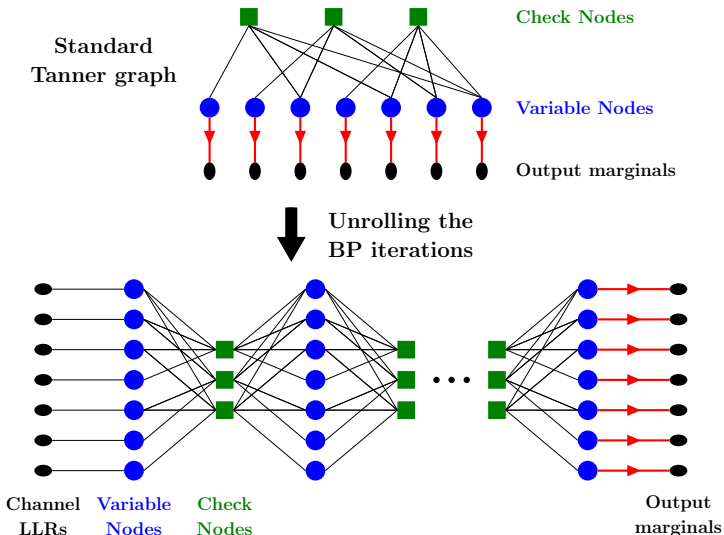 Check Nodes
Standard
Tanner graph
Variable Nodes
Output marginals
Unrolling the
BP iterations
Channel
LLRs
Variable
Nodes
Check
Nodes
Output
marginals